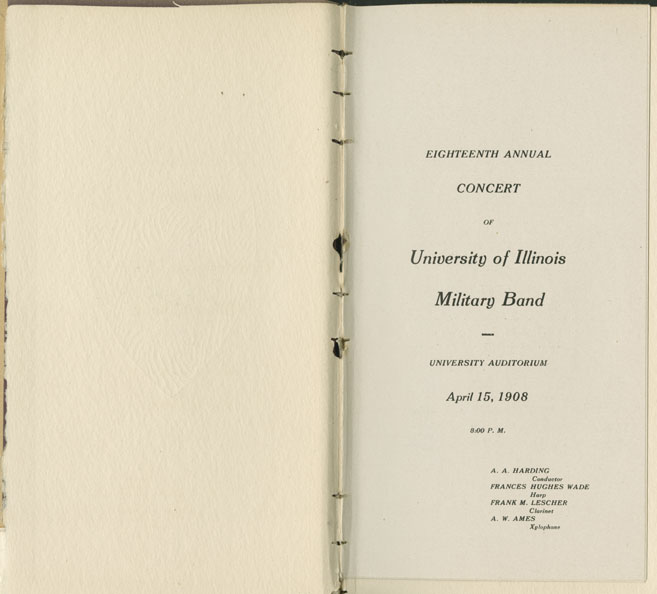 EIGHTEENTH ANNUAL
CONCERT
OF
University of Illinois
Military Band
UNIVERSITY AUDITORIUM
April 15, 1908
8:00 P. M.
A. A. HARDING
Conductor
FRANCES HUGHES WADE
Harp
FRANK M. LESCHER
Clarinet
A. W. AMES
Xylophone